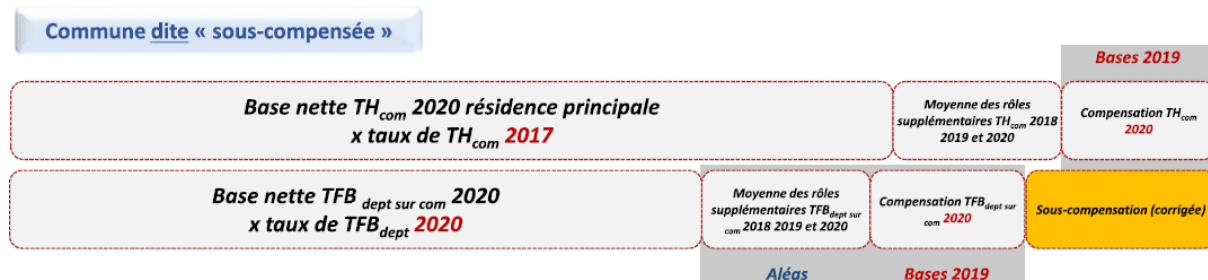 Commune dite « sous-compensée »
Bases 2019
Base nette THcom 2020 résidence principale
x taux de THcom 2017
Moyenne des rôles
supplémentaires THcom 2018
2019 et 2020
Compensation THcom
2020
Base nette TFB dept sur com 2020
x taux de TFBdept 2020
Moyenne des rôles
supplémentaires TFBdept sur
com 2018 2019 et 2020
Compensation TFBdept sur
com 2020
Sous-compensation (corrigée)
Aléas
Bases 2019